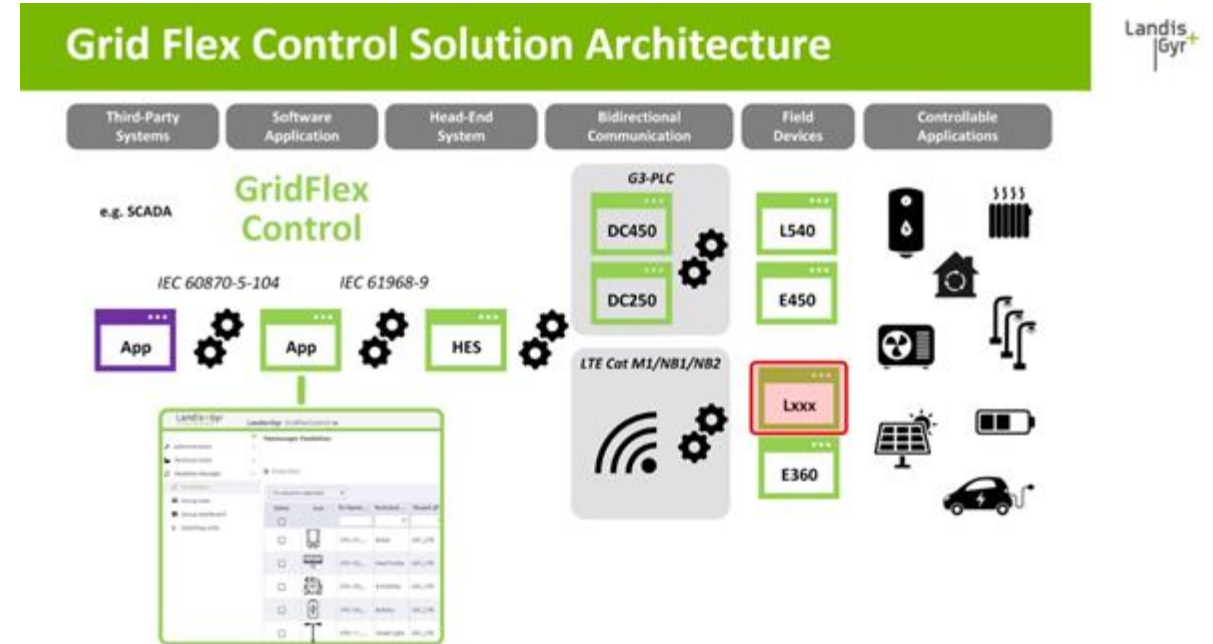 Grid Flex Control Solution Architecture
Landis
Gyr+
Third-Party
Systems
Software
Application
Head-End
System
Bidirectional
Communication
Field
Devices
Controllable
Applications
e.g. SCADA
GridFlex
Control
IEC 60870-5-104
IEC 61968-9
App
App
HES
G3-PLC
DC450
DC250
LTE Cat M1/NB1/NB2
L540
E450
Lxxx
E360
Landis+Gyr